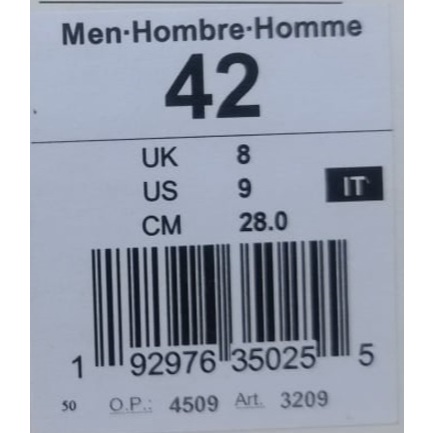 Men·Hombre·Homme
42
UK 8
US 9 IT
CM 28.0
1 92976 35025 5
50 O.P.: 4509 Art. 3209